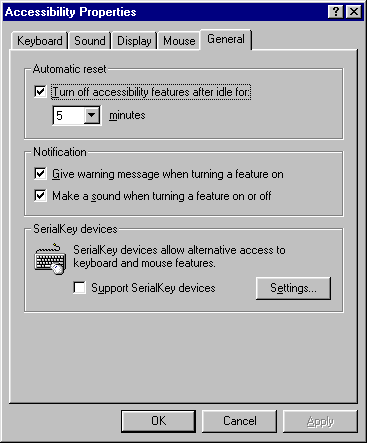 Accessibility Properties
Keyboard Sound Display Mouse General
Automatic reset
Turn off accessibility features after idle for:
5 minutes
Notification
Give warning message when turning a feature on
Make a sound when turning a feature on or off
SerialKey devices
SerialKey devices allow alternative access to
keyboard and mouse features.
Support SerialKey devices Settings...
OK Cancel Apply